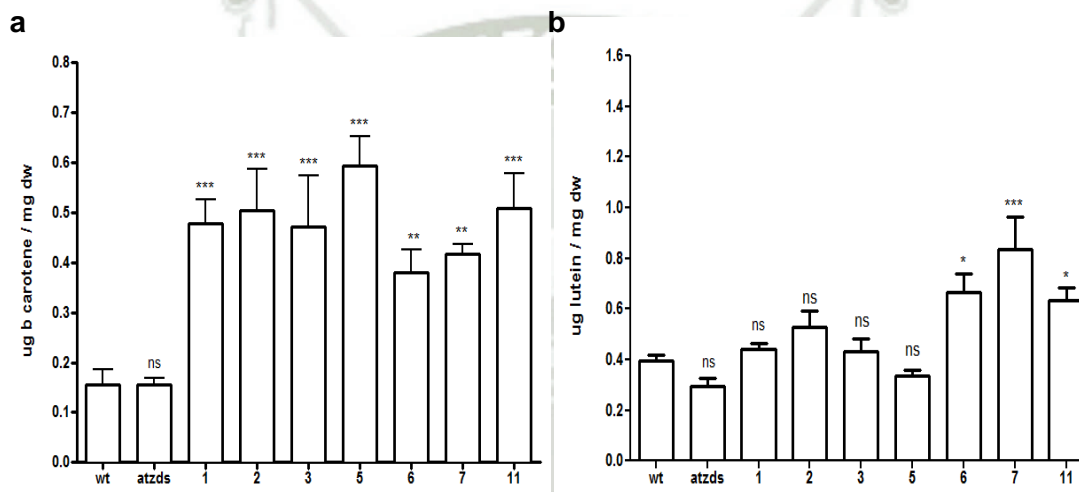 a
ug b carotene / mg dw
0.8
0.7
0.6
0.5
0.4
0.3
0.2
0.1
0.0
ns
***
***
***
***
**
**
***
wt atzds 1 2 3 5 6 7 11
b
ug lutein / mg dw
1.6
1.4
1.2
1.0
0.8
0.6
0.4
0.2
0.0
ns
ns
ns
ns
ns
*
***
*
wt atzds 1 2 3 5 6 7 11